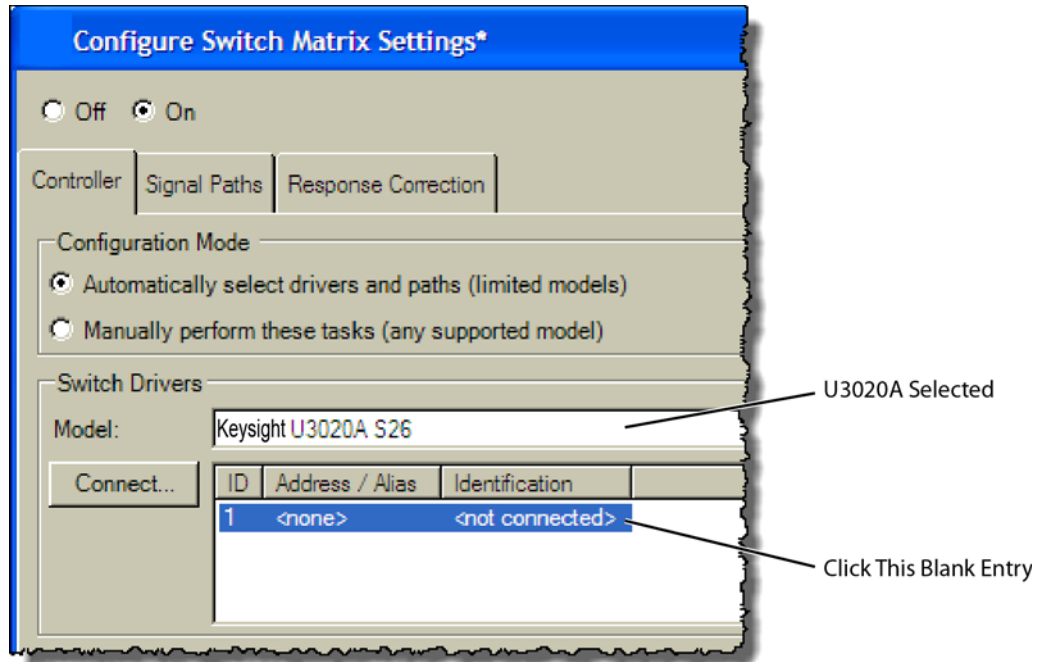 Configure Switch Matrix Settings*
Off On
Controller Signal Paths Response Correction
Configuration Mode
Automatically select drivers and paths (limited models)
Manually perform these tasks (any supported model)
Switch Drivers
U3020A Selected
Model: Keysight U3020A S26
Connect... ID Address / Alias Identification
1 <none> <not connected>
Click This Blank Entry